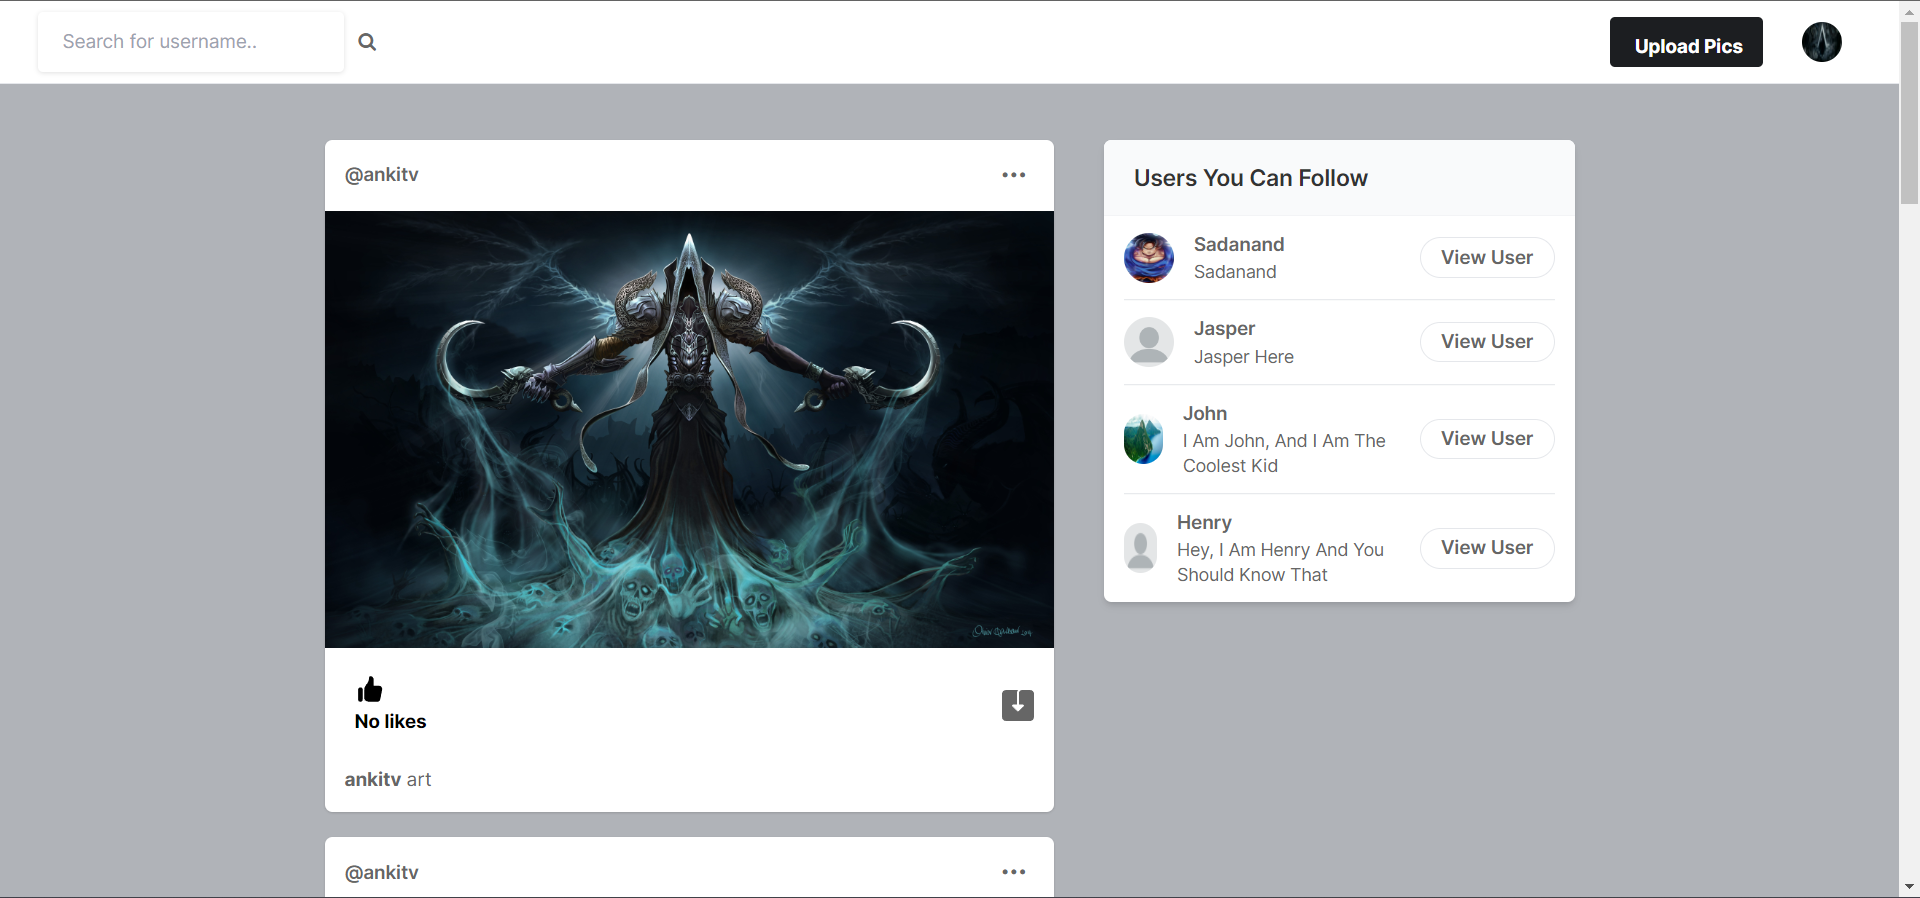 Search for username..
Upload Pics
@ankitv
No likes
ankitv art
@ankitv
Users You Can Follow
Sadanand
Sadanand
View User
Jasper
Jasper Here
View User
John
I Am John, And I Am The
Coolest Kid
View User
Henry
Hey, I Am Henry And You
Should Know That
View User